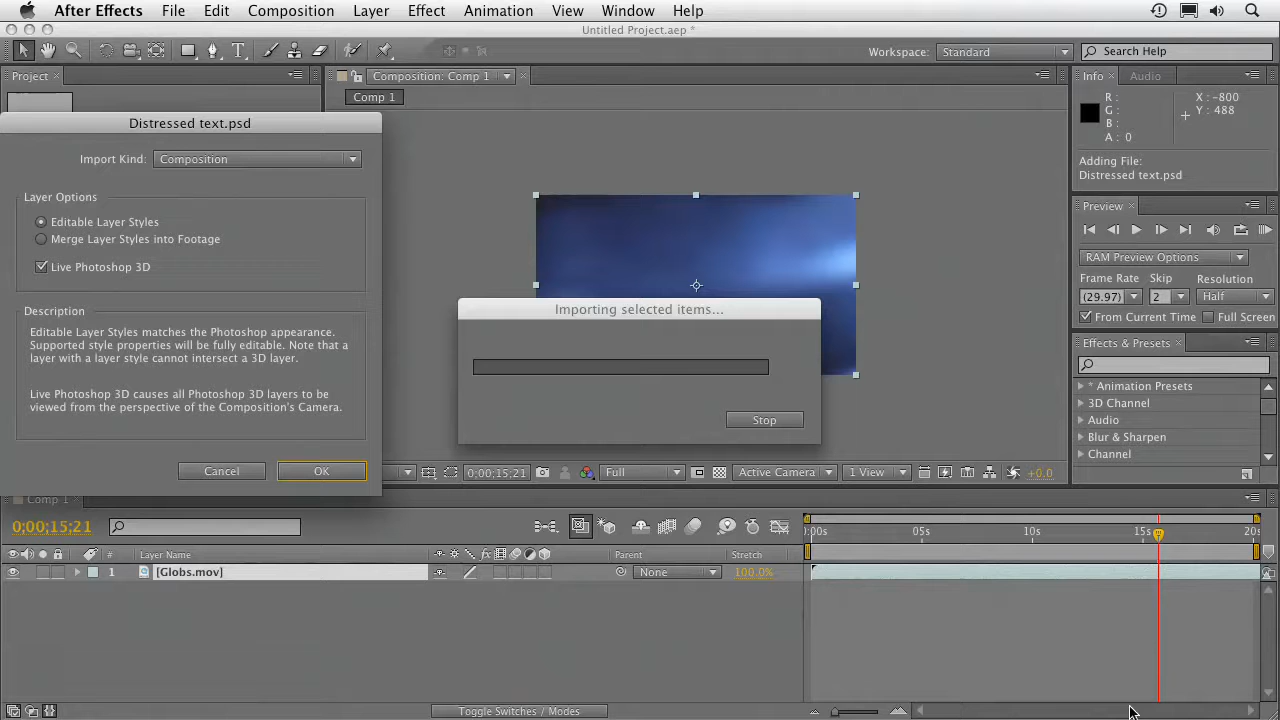 After Effects File Edit Composition Layer Effect Animation View Window Help
Untitled Project.aep *
Workspace: Standard Search Help
Project
Composition: Comp 1
Comp 1
Info Audio
R :
G :
B :
A : 0
X : -800
Y : 488
Adding File:
Distressed text.psd
Distressed text.psd
Import Kind: Composition
Layer Options
Editable Layer Styles
Merge Layer Styles into Footage
Live Photoshop 3D
Description
Editable Layer Styles matches the Photoshop appearance.
Supported style properties will be fully editable. Note that a
layer with a layer style cannot intersect a 3D layer.
Live Photoshop 3D causes all Photoshop 3D layers to be
viewed from the perspective of the Composition's Camera.
Cancel OK
Importing selected items...
Stop
Preview
RAM Preview Options
Frame Rate Skip Resolution
(29.97) 2 Half
From Current Time Full Screen
Effects & Presets
* Animation Presets
3D Channel
Audio
Blur & Sharpen
Channel
0;00;15;21 Full Active Camera 1 View +0.0
Comp 1
0;00;15;21
:00s 05s 10s 15s 20s
# Layer Name Parent Stretch
1 [Globs.mov] None 100.0%
Toggle Switches / Modes